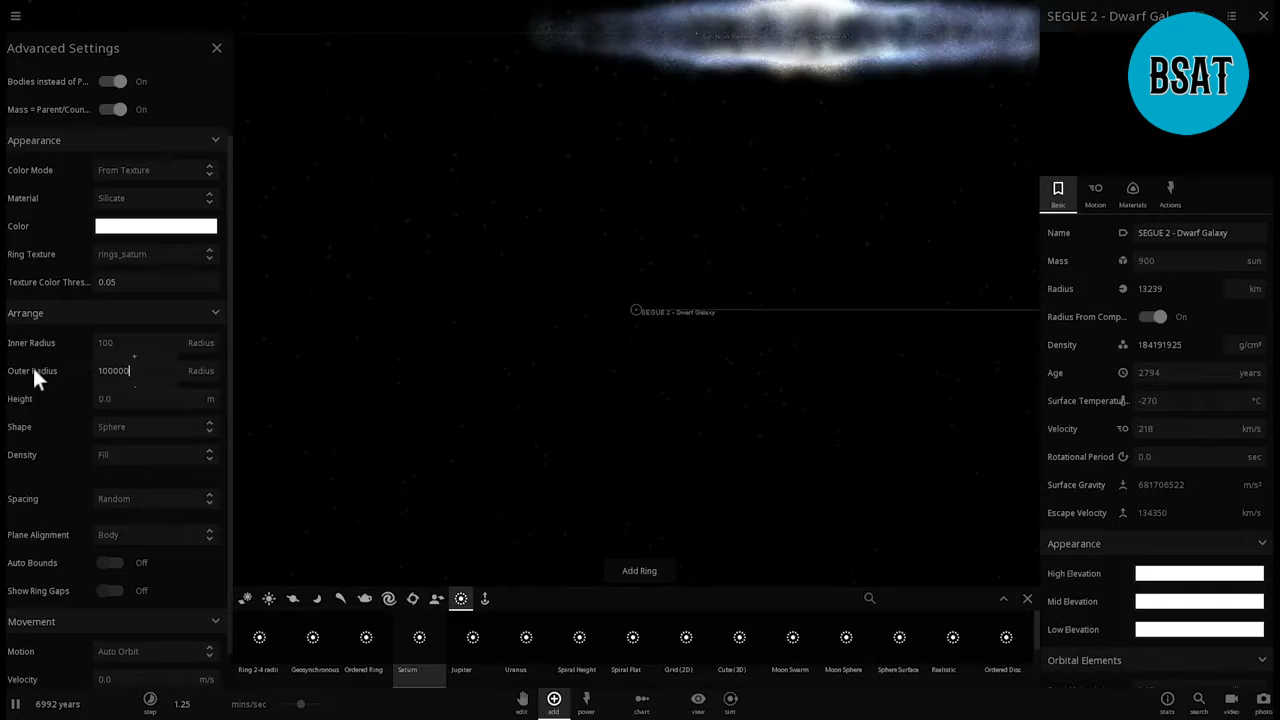 Advanced Settings
Bodies instead of P... On
Mass = Parent/Coun... On
Appearance
Color Mode From Texture
Material Silicate
Color
Ring Texture rings_saturn
Texture Color Thres... 0.05
Arrange
Inner Radius 100 Radius
+
Outer Radius 100000 Radius
-
Height 0.0 m
Shape Sphere
Density Fill
Spacing Random
Plane Alignment Body
Auto Bounds Off
Show Ring Gaps Off
Movement
Motion Auto Orbit
Velocity 0.0 m/s
SEGUE 2 - Dwarf Galaxy
Add Ring
Ring 2-4 radii Geosynchronous Ordered Ring Saturn Jupiter Uranus Spiral Height Spiral Flat Grid (2D) Cube (3D) Moon Swarm Moon Sphere Sphere Surface Realistic Ordered Disc
6992 years step 1.25 mins/sec edit add power chart view sim stats search video photo
SEGUE 2 - Dwarf Gal
BSAT
Basic Motion Materials Actions
Name SEGUE 2 - Dwarf Galaxy
Mass 900 sun
Radius 13239 km
Radius From Comp... On
Density 184191925 g/cm³
Age 2794 years
Surface Temperatur... -270 °C
Velocity 218 km/s
Rotational Period 0.0 sec
Surface Gravity 681706522 m/s²
Escape Velocity 134350 km/s
Appearance
High Elevation
Mid Elevation
Low Elevation
Orbital Elements